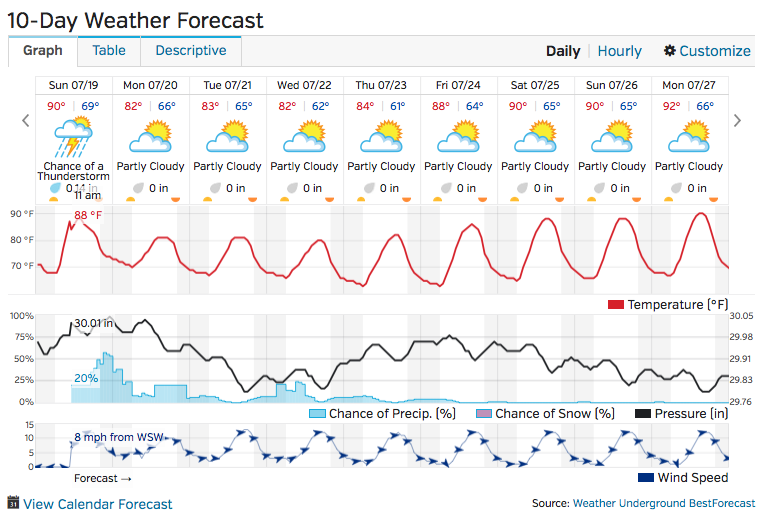 10-Day Weather Forecast
Graph Table Descriptive Daily Hourly Customize
Sun 07/19 Mon 07/20 Tue 07/21 Wed 07/22 Thu 07/23 Fri 07/24 Sat 07/25 Sun 07/26 Mon 07/27
90° | 69° 82° | 66° 83° | 65° 82° | 62° 84° | 61° 88° | 64° 90° | 65° 90° | 65° 92° | 66°
Chance of a Partly Cloudy Partly Cloudy Partly Cloudy Partly Cloudy Partly Cloudy Partly Cloudy Partly Cloudy Partly Cloudy
Thunderstorm
in 0 in 0 in 0 in 0 in 0 in 0 in 0 in 0 in
11 am
88 °F
90 °F
80 °F
70 °F
Temperature (°F)
100% 30.05
30.01 in
75% 29.98
50% 29.91
20%
25% 29.83
0% 29.76
Chance of Precip. (%) Chance of Snow (%) Pressure (in)
15
10 8 mph from WSW
5
0
Forecast → Wind Speed
31 View Calendar Forecast Source: Weather Underground BestForecast